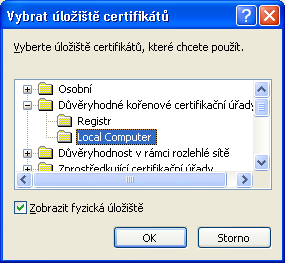 Vybrat úložiště certifikátů
Vyberte úložiště certifikátů, které chcete použít.
Osobní
Důvěryhodné kořenové certifikační úřady
Registr
Local Computer
Důvěryhodnost v rámci rozlehlé sítě
Zprostředkující certifikační úřady
Zobrazit fyzická úložiště
OK
Storno